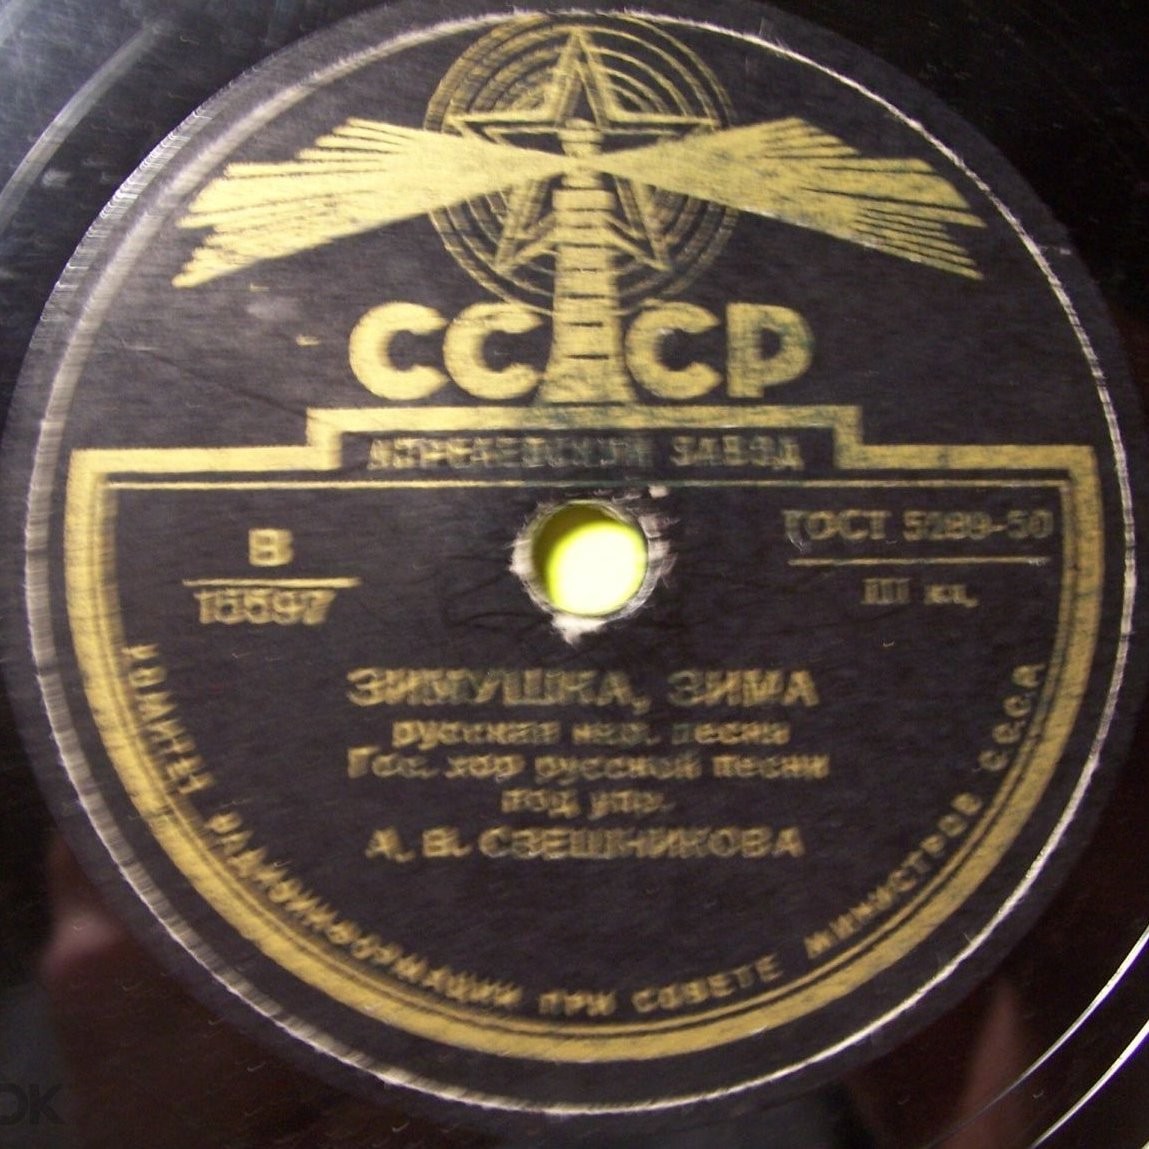 СССР
АПРЕЛЕВСКИЙ ЗАВОД
ГОСТ 5289-50
В
III кл.
ЗИМУШКА, ЗИМА
русская нар. песня
Гос. хор русской песни
под упр.
А. В. СВЕШНИКОВА
КОМИТЕТ РАДИОИНФОРМАЦИИ ПРИ СОВЕТЕ МИНИСТРОВ СССР
ОК